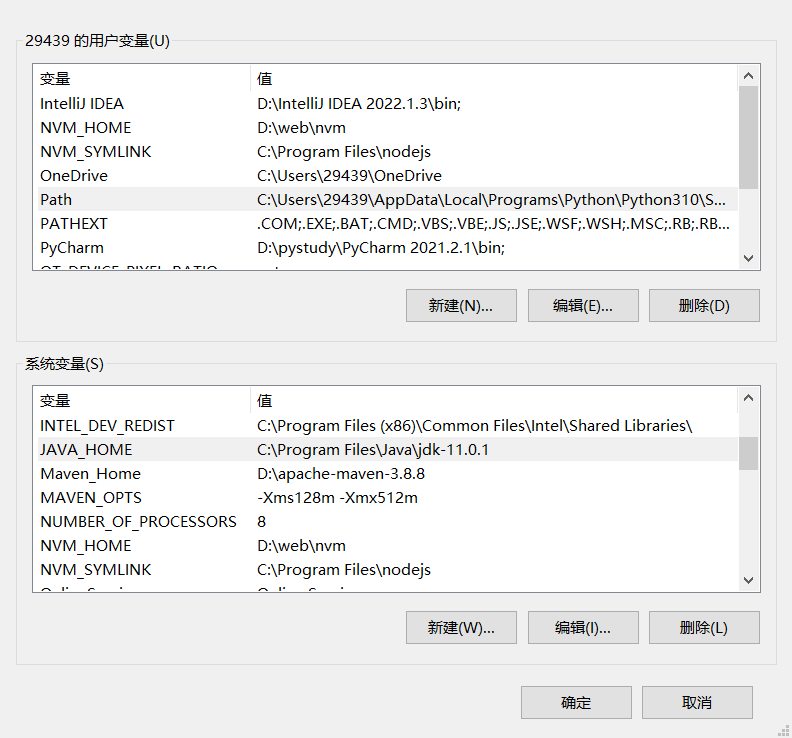 29439 的用户变量(U)
变量 值
IntelliJ IDEA D:\IntelliJ IDEA 2022.1.3\bin;
NVM_HOME D:\web\nvm
NVM_SYMLINK C:\Program Files\nodejs
OneDrive C:\Users\29439\OneDrive
Path C:\Users\29439\AppData\Local\Programs\Python\Python310\S...
PATHEXT .COM;.EXE;.BAT;.CMD;.VBS;.VBE;.JS;.JSE;.WSF;.WSH;.MSC;.RB;.RB...
PyCharm D:\pystudy\PyCharm 2021.2.1\bin;
QT_DEVICE_PIXEL_RATIO
新建(N)... 编辑(E)... 删除(D)
系统变量(S)
变量 值
INTEL_DEV_REDIST C:\Program Files (x86)\Common Files\Intel\Shared Libraries\
JAVA_HOME C:\Program Files\Java\jdk-11.0.1
Maven_Home D:\apache-maven-3.8.8
MAVEN_OPTS -Xms128m -Xmx512m
NUMBER_OF_PROCESSORS 8
NVM_HOME D:\web\nvm
NVM_SYMLINK C:\Program Files\nodejs
新建(W)... 编辑(I)... 删除(L)
确定 取消